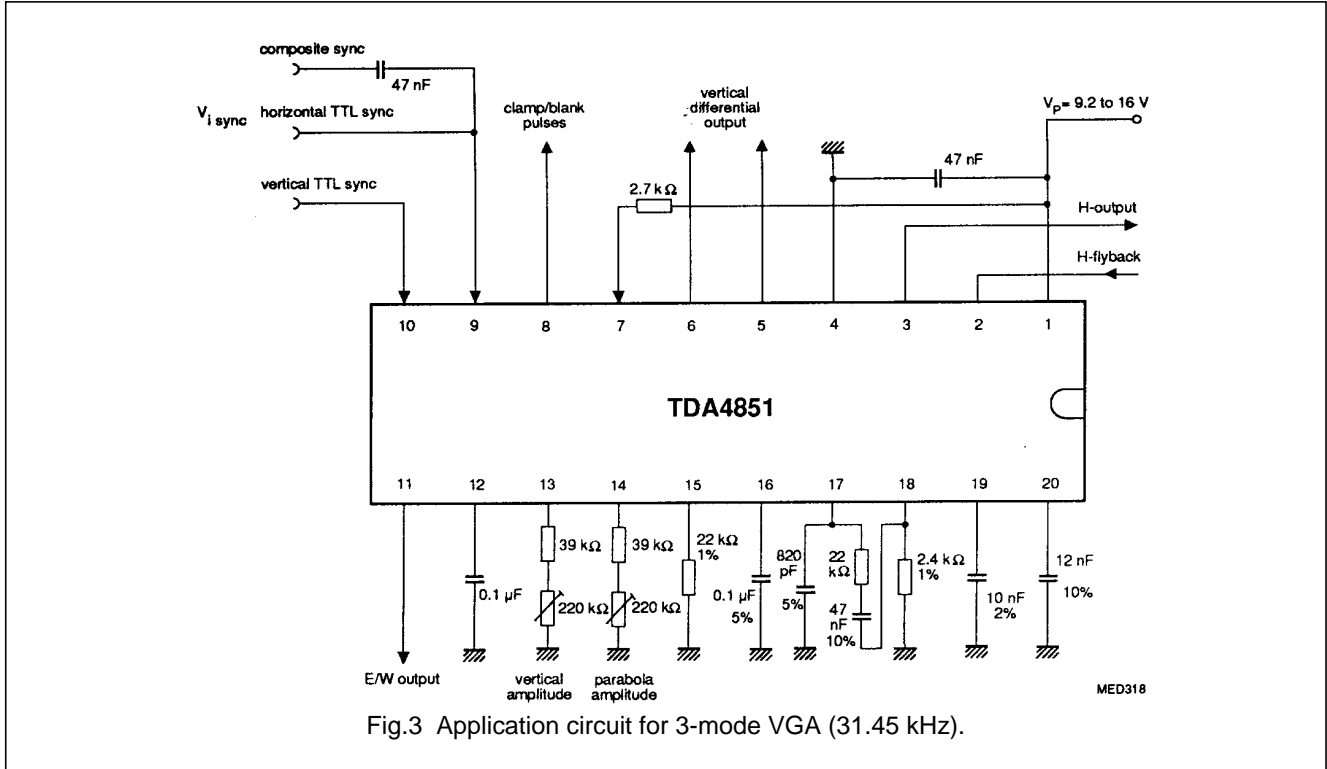 composite sync
47 nF
V i sync
horizontal TTL sync
vertical TTL sync
clamp/blank
pulses
vertical
differential
output
2.7 kΩ
47 nF
VP = 9.2 to 16 V
H-output
H-flyback
10 9 8 7 6 5 4 3 2 1
TDA4851
11 12 13 14 15 16 17 18 19 20
0.1 µF
39 kΩ
220 kΩ
39 kΩ
220 kΩ
22 kΩ
1%
0.1 µF
5%
820
pF
5%
22
kΩ
47
nF
10%
2.4 kΩ
1%
10 nF
2%
12 nF
10%
E/W output
vertical
amplitude
parabola
amplitude
MED318
Fig.3 Application circuit for 3-mode VGA (31.45 kHz).